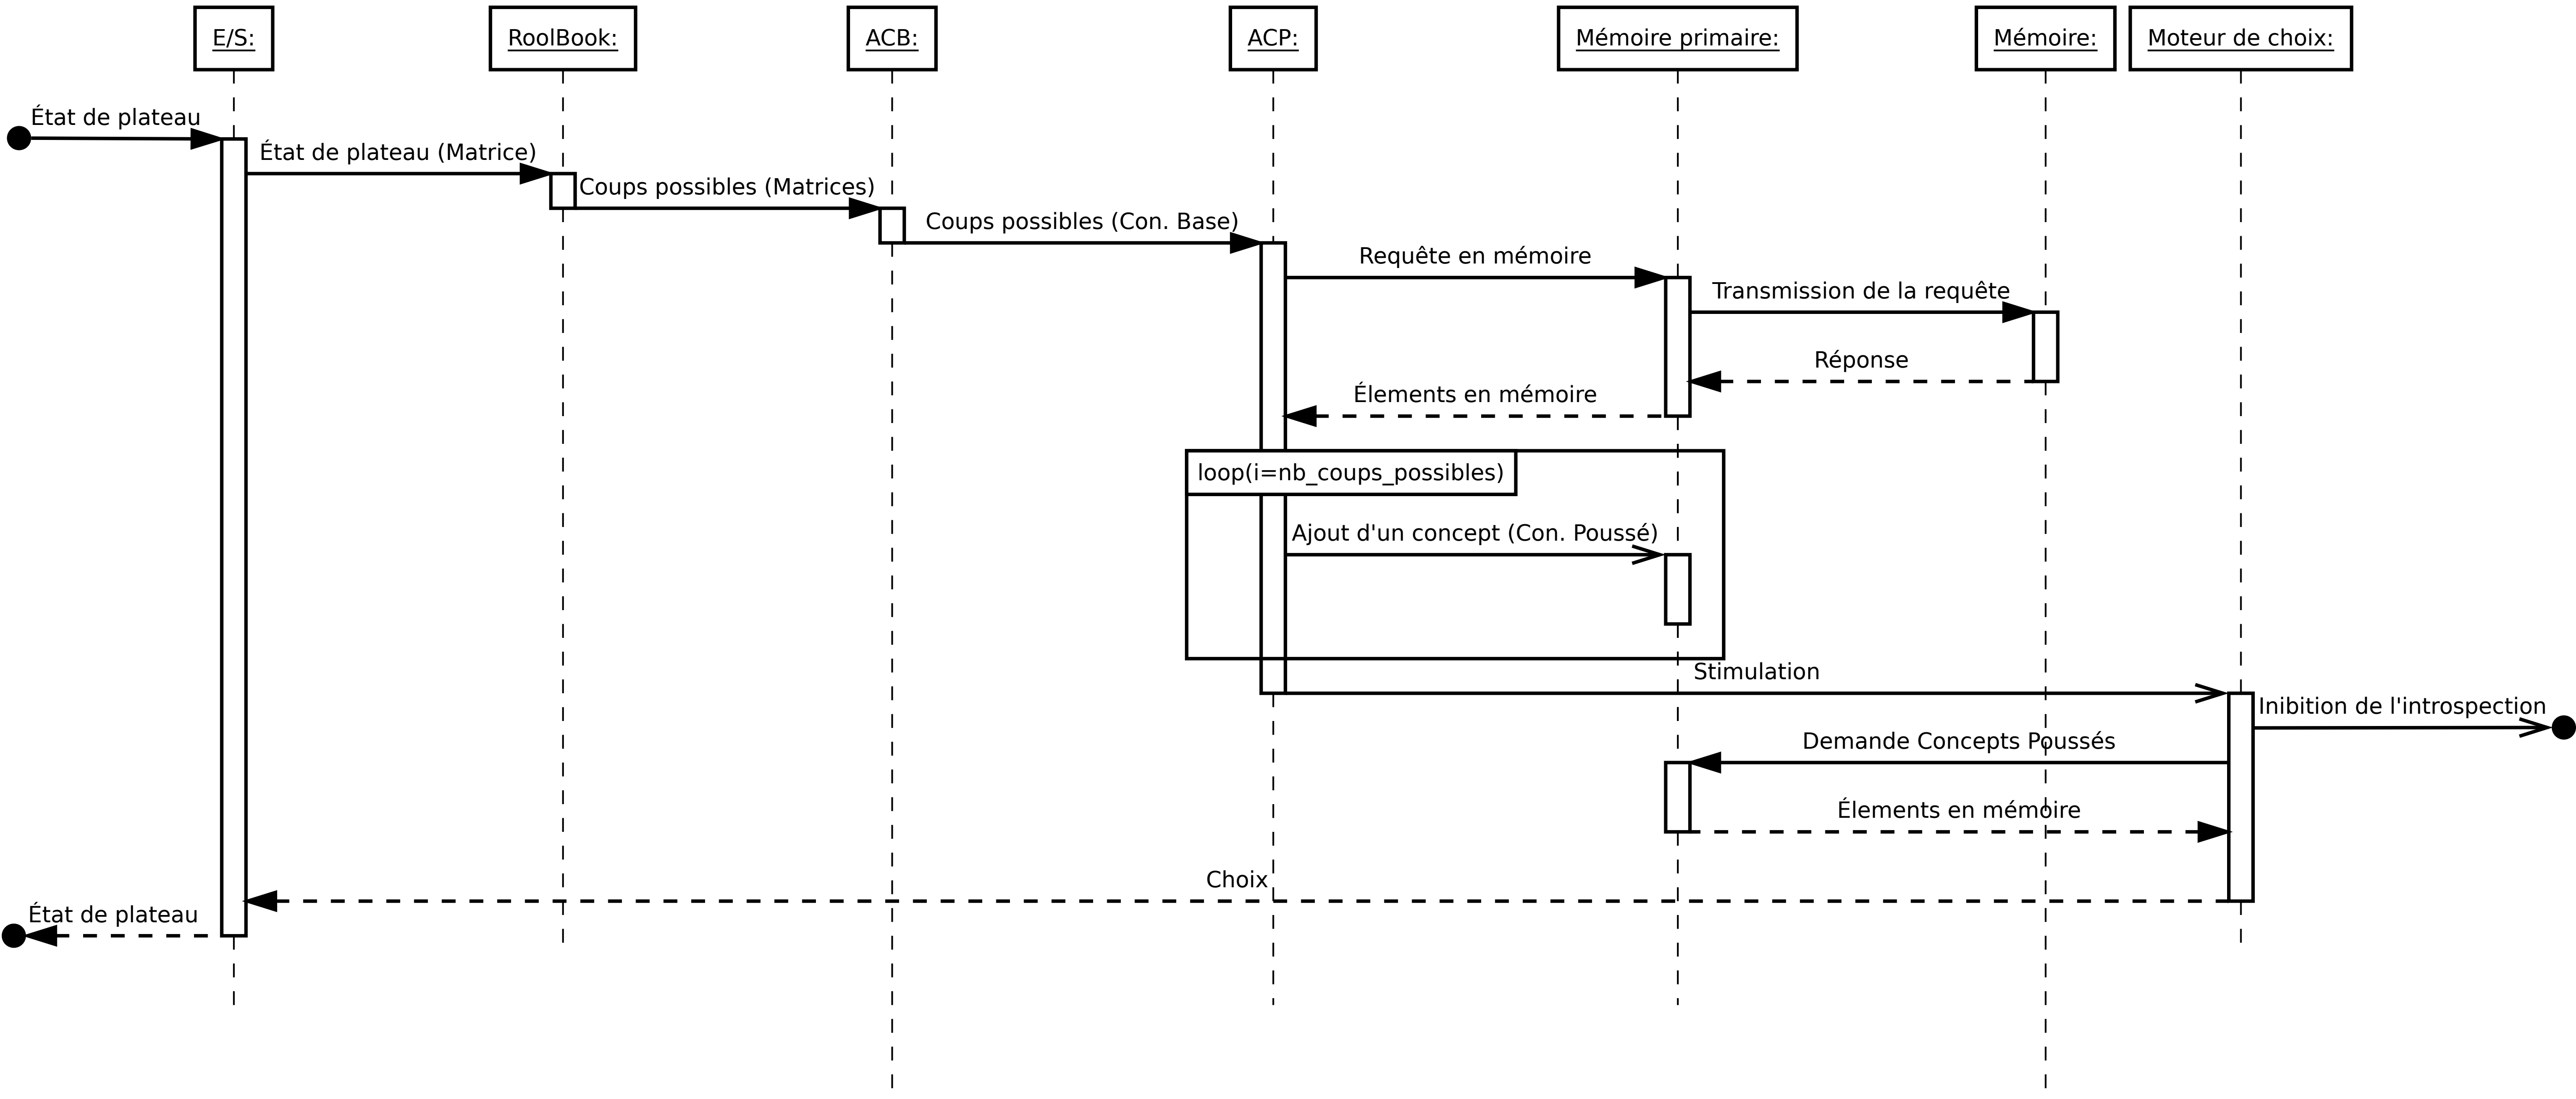 E/S:
RoolBook:
ACB:
ACP:
Mémoire primaire:
Mémoire:
Moteur de choix:
État de plateau
État de plateau (Matrice)
Coups possibles (Matrices)
Coups possibles (Con. Base)
Requête en mémoire
Transmission de la requête
Réponse
Élements en mémoire
loop(i=nb_coups_possibles)
Ajout d'un concept (Con. Poussé)
Stimulation
Inibition de l'introspection
Demande Concepts Poussés
Élements en mémoire
Choix
État de plateau